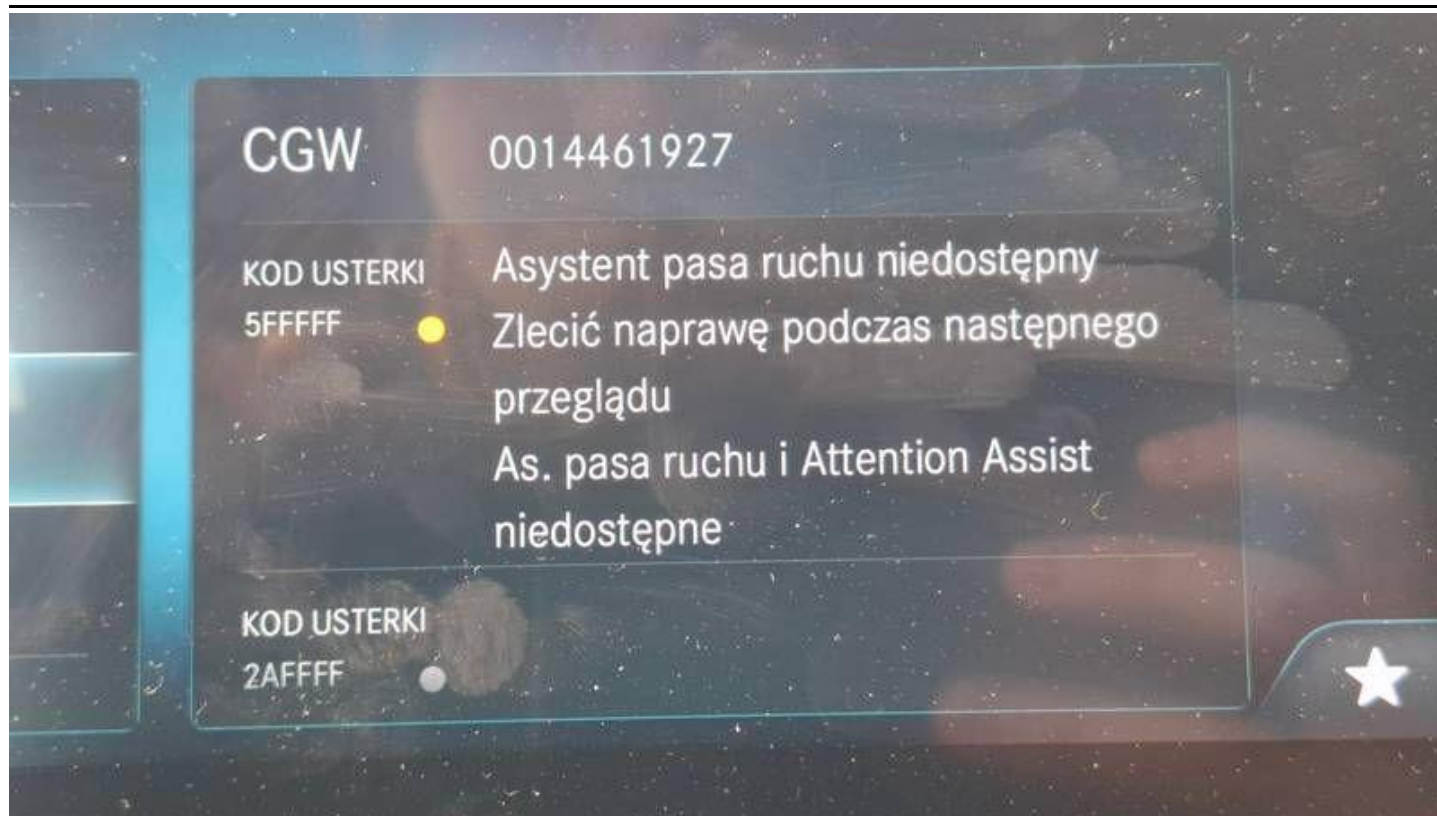 CGW 0014461927
KOD USTERKI
5FFFFF
Asystent pasa ruchu niedostępny
Zlecić naprawę podczas następnego
przeglądu
As. pasa ruchu i Attention Assist
niedostępne
KOD USTERKI
2AFFFF